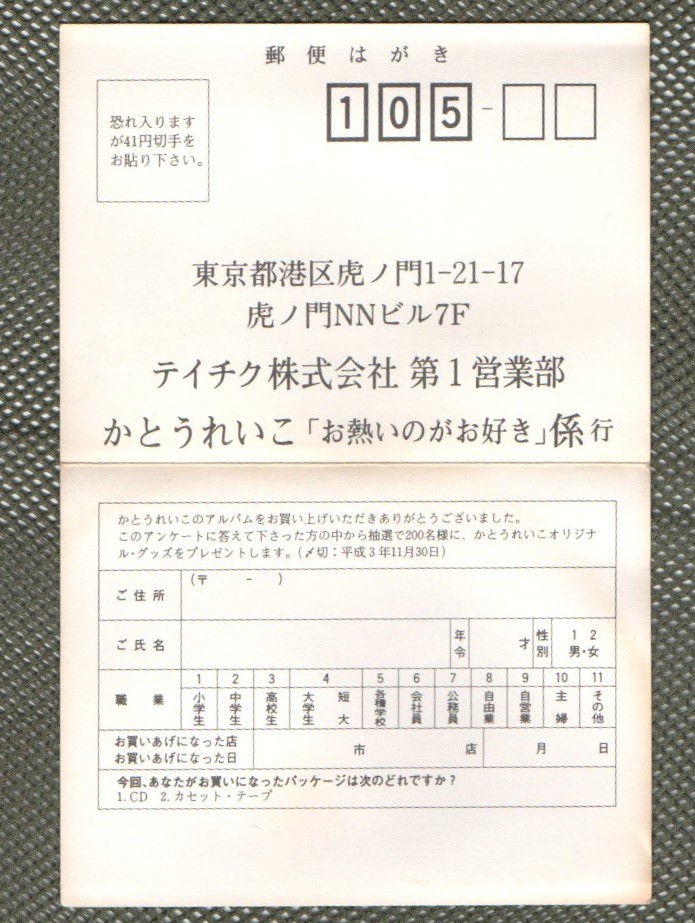 郵便はがき
恐れ入ります
が41円切手を
お貼り下さい。
105-
東京都港区虎ノ門1-21-17
虎ノ門NNビル7F
テイチク株式会社 第1営業部
かとうれいこ「お熱いのがお好き」係 行
かとうれいこのアルバムをお買い上げいただきありがとうございました。
このアンケートに答えて下さった方の中から抽選で200名様に、かとうれいこオリジナ
ル・グッズをプレゼントします。(〆切:平成3年11月30日)
ご住所 (〒 - )
ご氏名 年令 才 性別 1 2
男・女
職業 1 2 3 4 5 6 7 8 9 10 11
小学生 中学生 高校生 大学生 短大 各種学校 会社員 公務員 自由業 自営業 主婦 その他
お買いあげになった店 市 店 月 日
お買いあげになった日
今回、あなたがお買いになったパッケージは次のどれですか?
1.CD 2.カセット・テープ